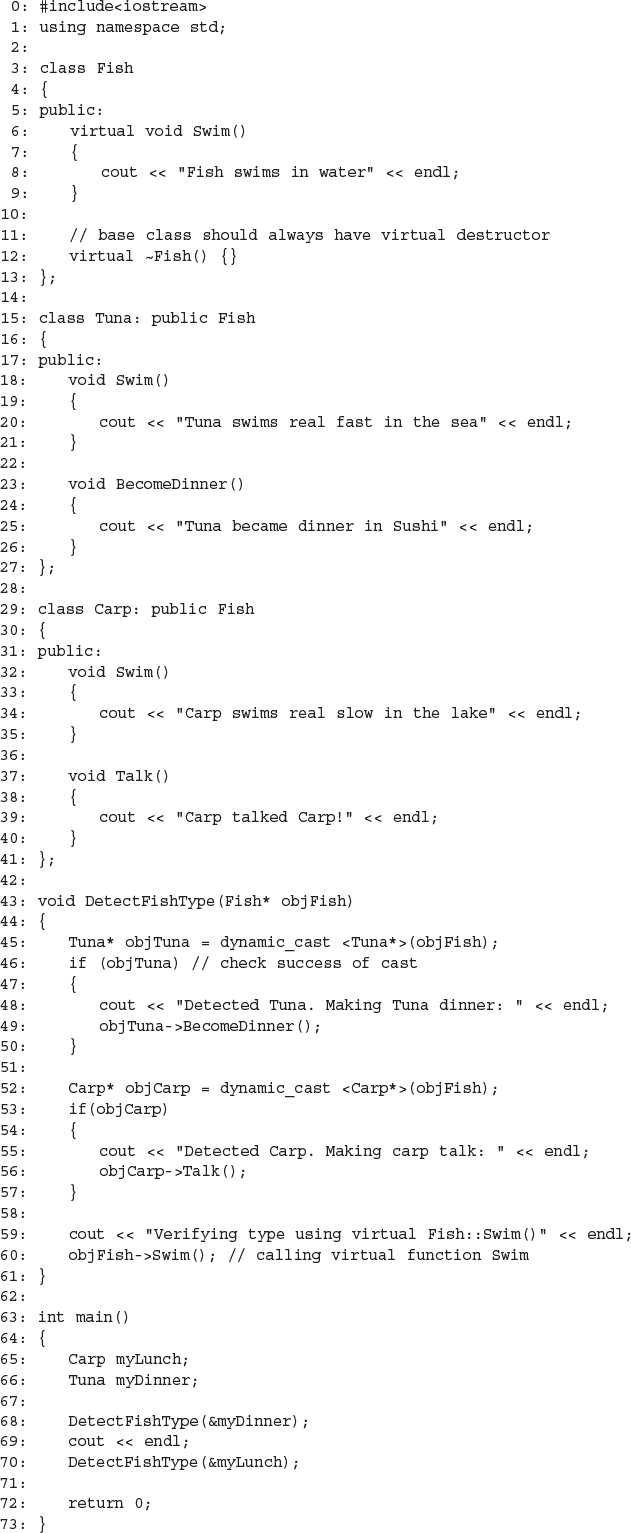 0: #include<iostream>
1: using namespace std;
2:
3: class Fish
4: {
5: public:
6:    virtual void Swim()
7:    {
8:       cout << "Fish swims in water" << endl;
9:    }
10:
11:    // base class should always have virtual destructor
12:    virtual ~Fish() {}
13: };
14:
15: class Tuna: public Fish
16: {
17: public:
18:    void Swim()
19:    {
20:       cout << "Tuna swims real fast in the sea" << endl;
21:    }
22:
23:    void BecomeDinner()
24:    {
25:       cout << "Tuna became dinner in Sushi" << endl;
26:    }
27: };
28:
29: class Carp: public Fish
30: {
31: public:
32:    void Swim()
33:    {
34:       cout << "Carp swims real slow in the lake" << endl;
35:    }
36:
37:    void Talk()
38:    {
39:       cout << "Carp talked Carp!" << endl;
40:    }
41: };
42:
43: void DetectFishType(Fish* objFish)
44: {
45:    Tuna* objTuna = dynamic_cast <Tuna*>(objFish);
46:    if (objTuna) // check success of cast
47:    {
48:       cout << "Detected Tuna. Making Tuna dinner: " << endl;
49:       objTuna->BecomeDinner();
50:    }
51:
52:    Carp* objCarp = dynamic_cast <Carp*>(objFish);
53:    if(objCarp)
54:    {
55:       cout << "Detected Carp. Making carp talk: " << endl;
56:       objCarp->Talk();
57:    }
58:
59:    cout << "Verifying type using virtual Fish::Swim()" << endl;
60:    objFish->Swim(); // calling virtual function Swim
61: }
62:
63: int main()
64: {
65:    Carp myLunch;
66:    Tuna myDinner;
67:
68:    DetectFishType(&myDinner);
69:    cout << endl;
70:    DetectFishType(&myLunch);
71:
72:    return 0;
73: }